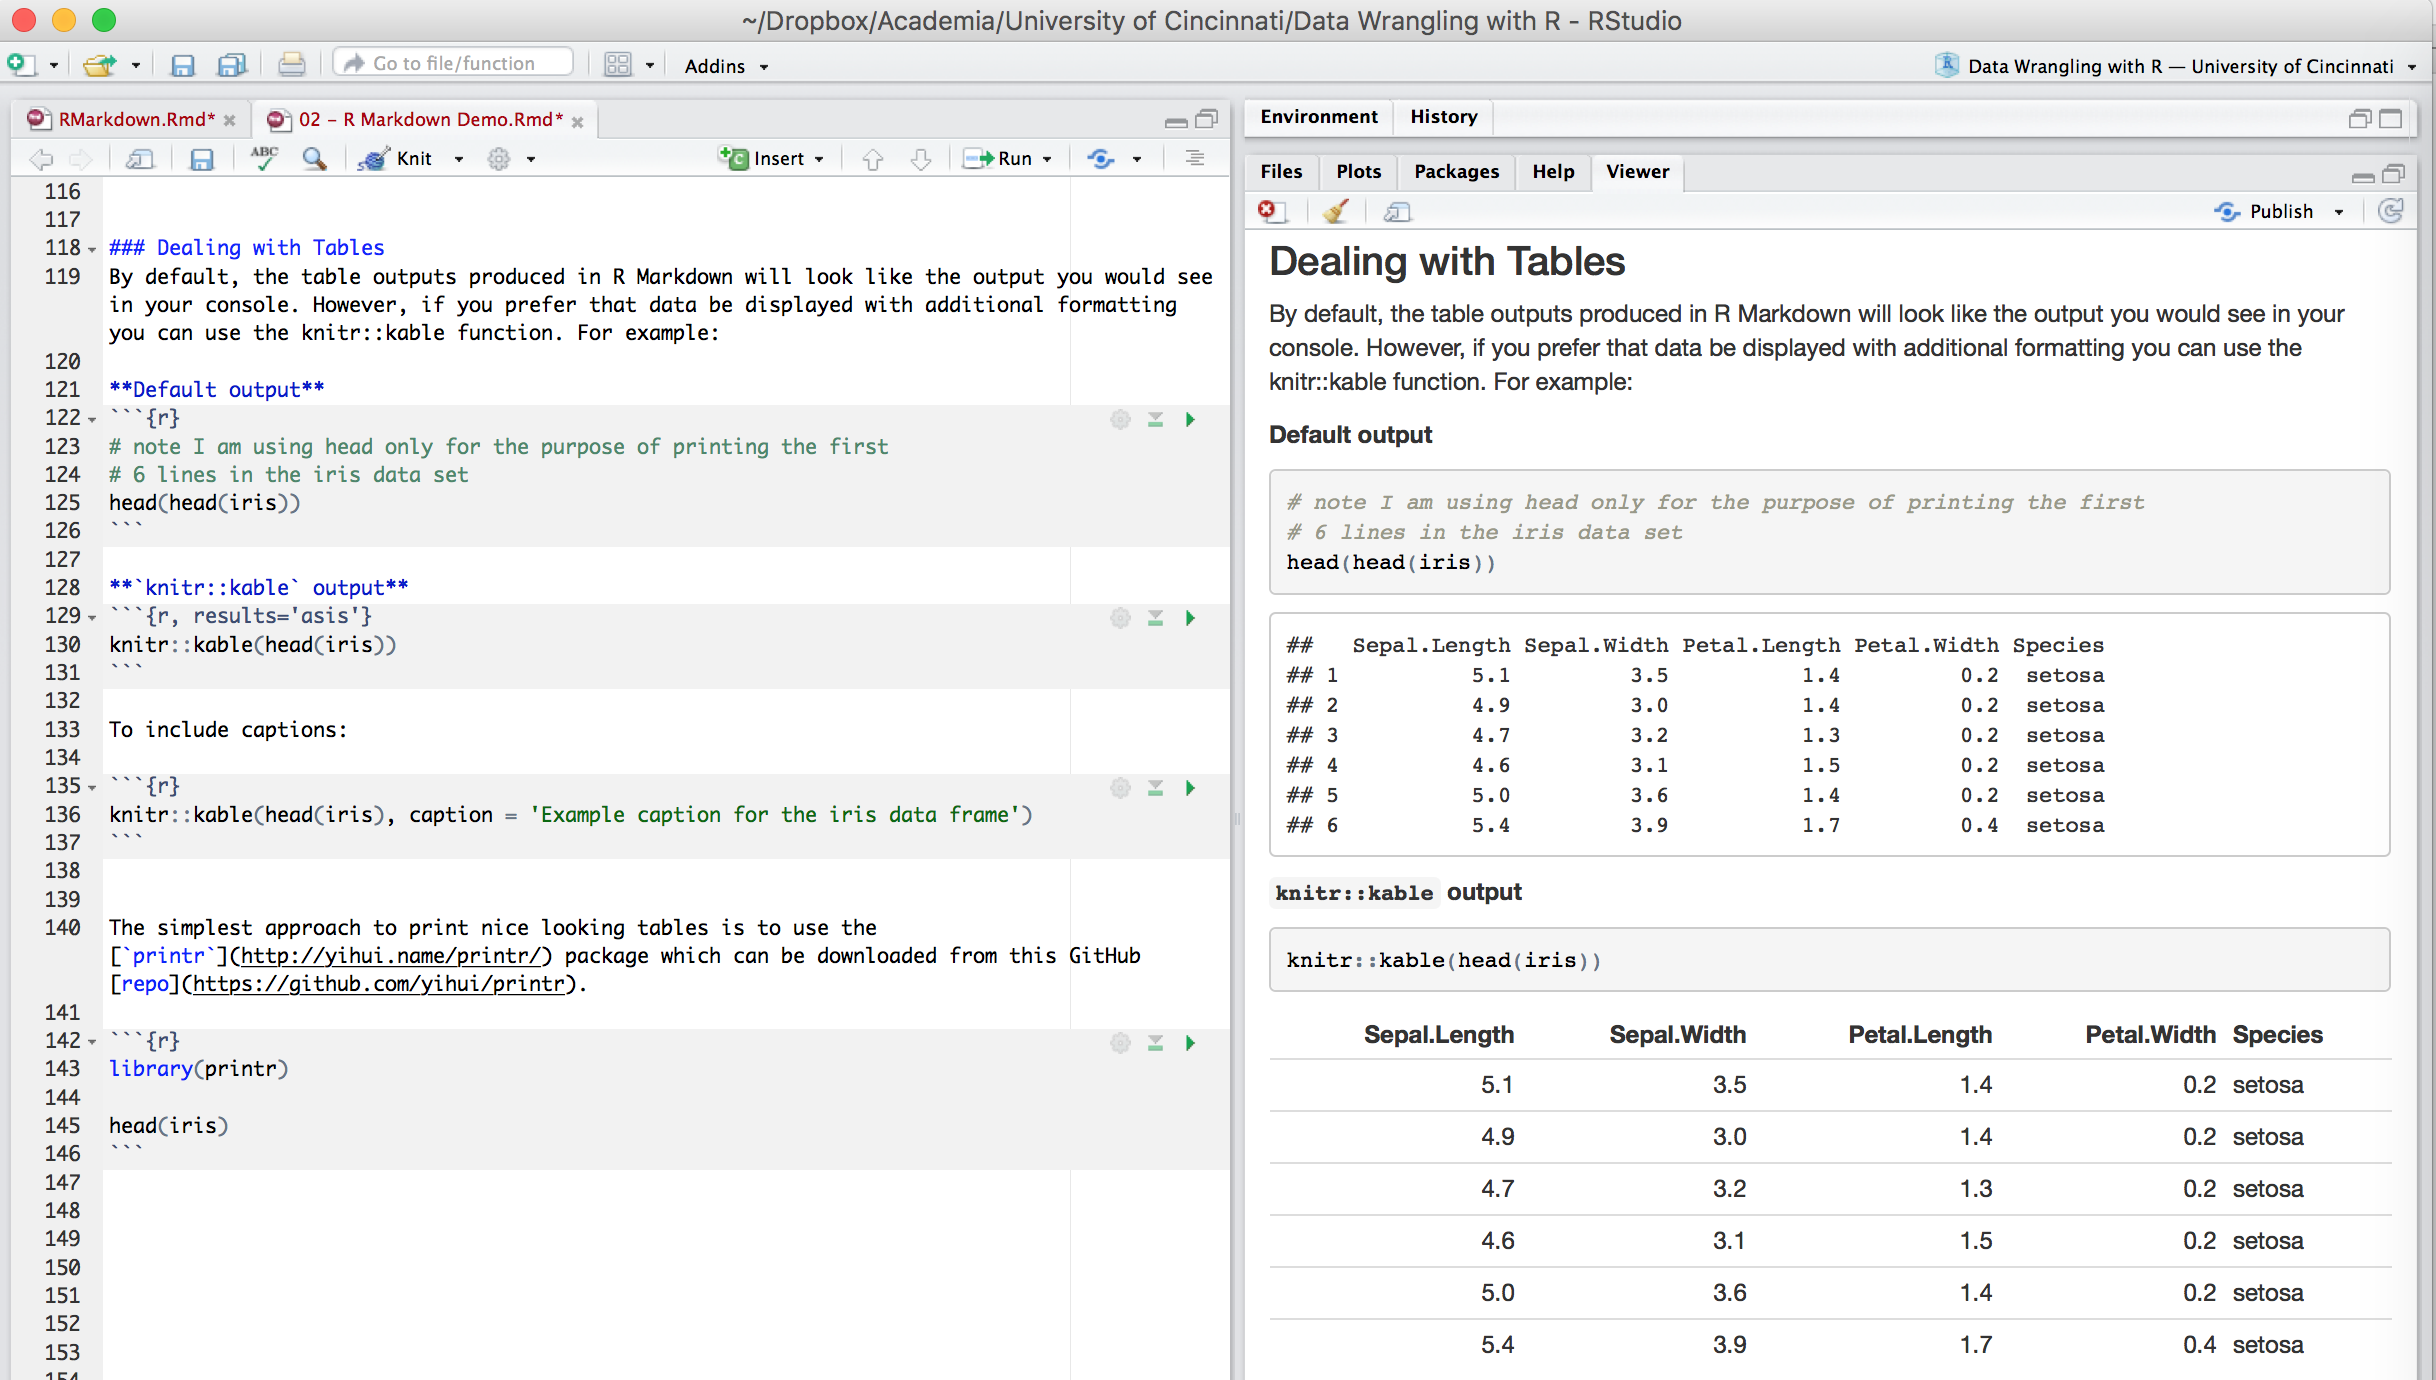 ~/Dropbox/Academia/University of Cincinnati/Data Wrangling with R - RStudio
Go to file/function
Addins
Data Wrangling with R — University of Cincinnati
RMarkdown.Rmd*
02 - R Markdown Demo.Rmd*
ABC
Knit
Insert
Run
116
117
118 ### Dealing with Tables
119 By default, the table outputs produced in R Markdown will look like the output you would see
in your console. However, if you prefer that data be displayed with additional formatting
you can use the knitr::kable function. For example:
120
121 **Default output**
122 ```{r}
123 # note I am using head only for the purpose of printing the first
124 # 6 lines in the iris data set
125 head(head(iris))
126 ```
127
128 **`knitr::kable` output**
129 ```{r, results='asis'}
130 knitr::kable(head(iris))
131 ```
132
133 To include captions:
134
135 ```{r}
136 knitr::kable(head(iris), caption = 'Example caption for the iris data frame')
137 ```
138
139
140 The simplest approach to print nice looking tables is to use the
[`printr`](http://yihui.name/printr/) package which can be downloaded from this GitHub
[repo](https://github.com/yihui/printr).
141
142 ```{r}
143 library(printr)
144
145 head(iris)
146 ```
147
148
149
150
151
152
153
154
Environment History
Files Plots Packages Help Viewer
Publish
Dealing with Tables
By default, the table outputs produced in R Markdown will look like the output you would see in your
console. However, if you prefer that data be displayed with additional formatting you can use the
knitr::kable function. For example:
Default output
# note I am using head only for the purpose of printing the first
# 6 lines in the iris data set
head(head(iris))
##   Sepal.Length Sepal.Width Petal.Length Petal.Width Species
## 1          5.1         3.5          1.4         0.2  setosa
## 2          4.9         3.0          1.4         0.2  setosa
## 3          4.7         3.2          1.3         0.2  setosa
## 4          4.6         3.1          1.5         0.2  setosa
## 5          5.0         3.6          1.4         0.2  setosa
## 6          5.4         3.9          1.7         0.4  setosa
knitr::kable output
knitr::kable(head(iris))
Sepal.Length Sepal.Width Petal.Length Petal.Width Species
5.1 3.5 1.4 0.2 setosa
4.9 3.0 1.4 0.2 setosa
4.7 3.2 1.3 0.2 setosa
4.6 3.1 1.5 0.2 setosa
5.0 3.6 1.4 0.2 setosa
5.4 3.9 1.7 0.4 setosa